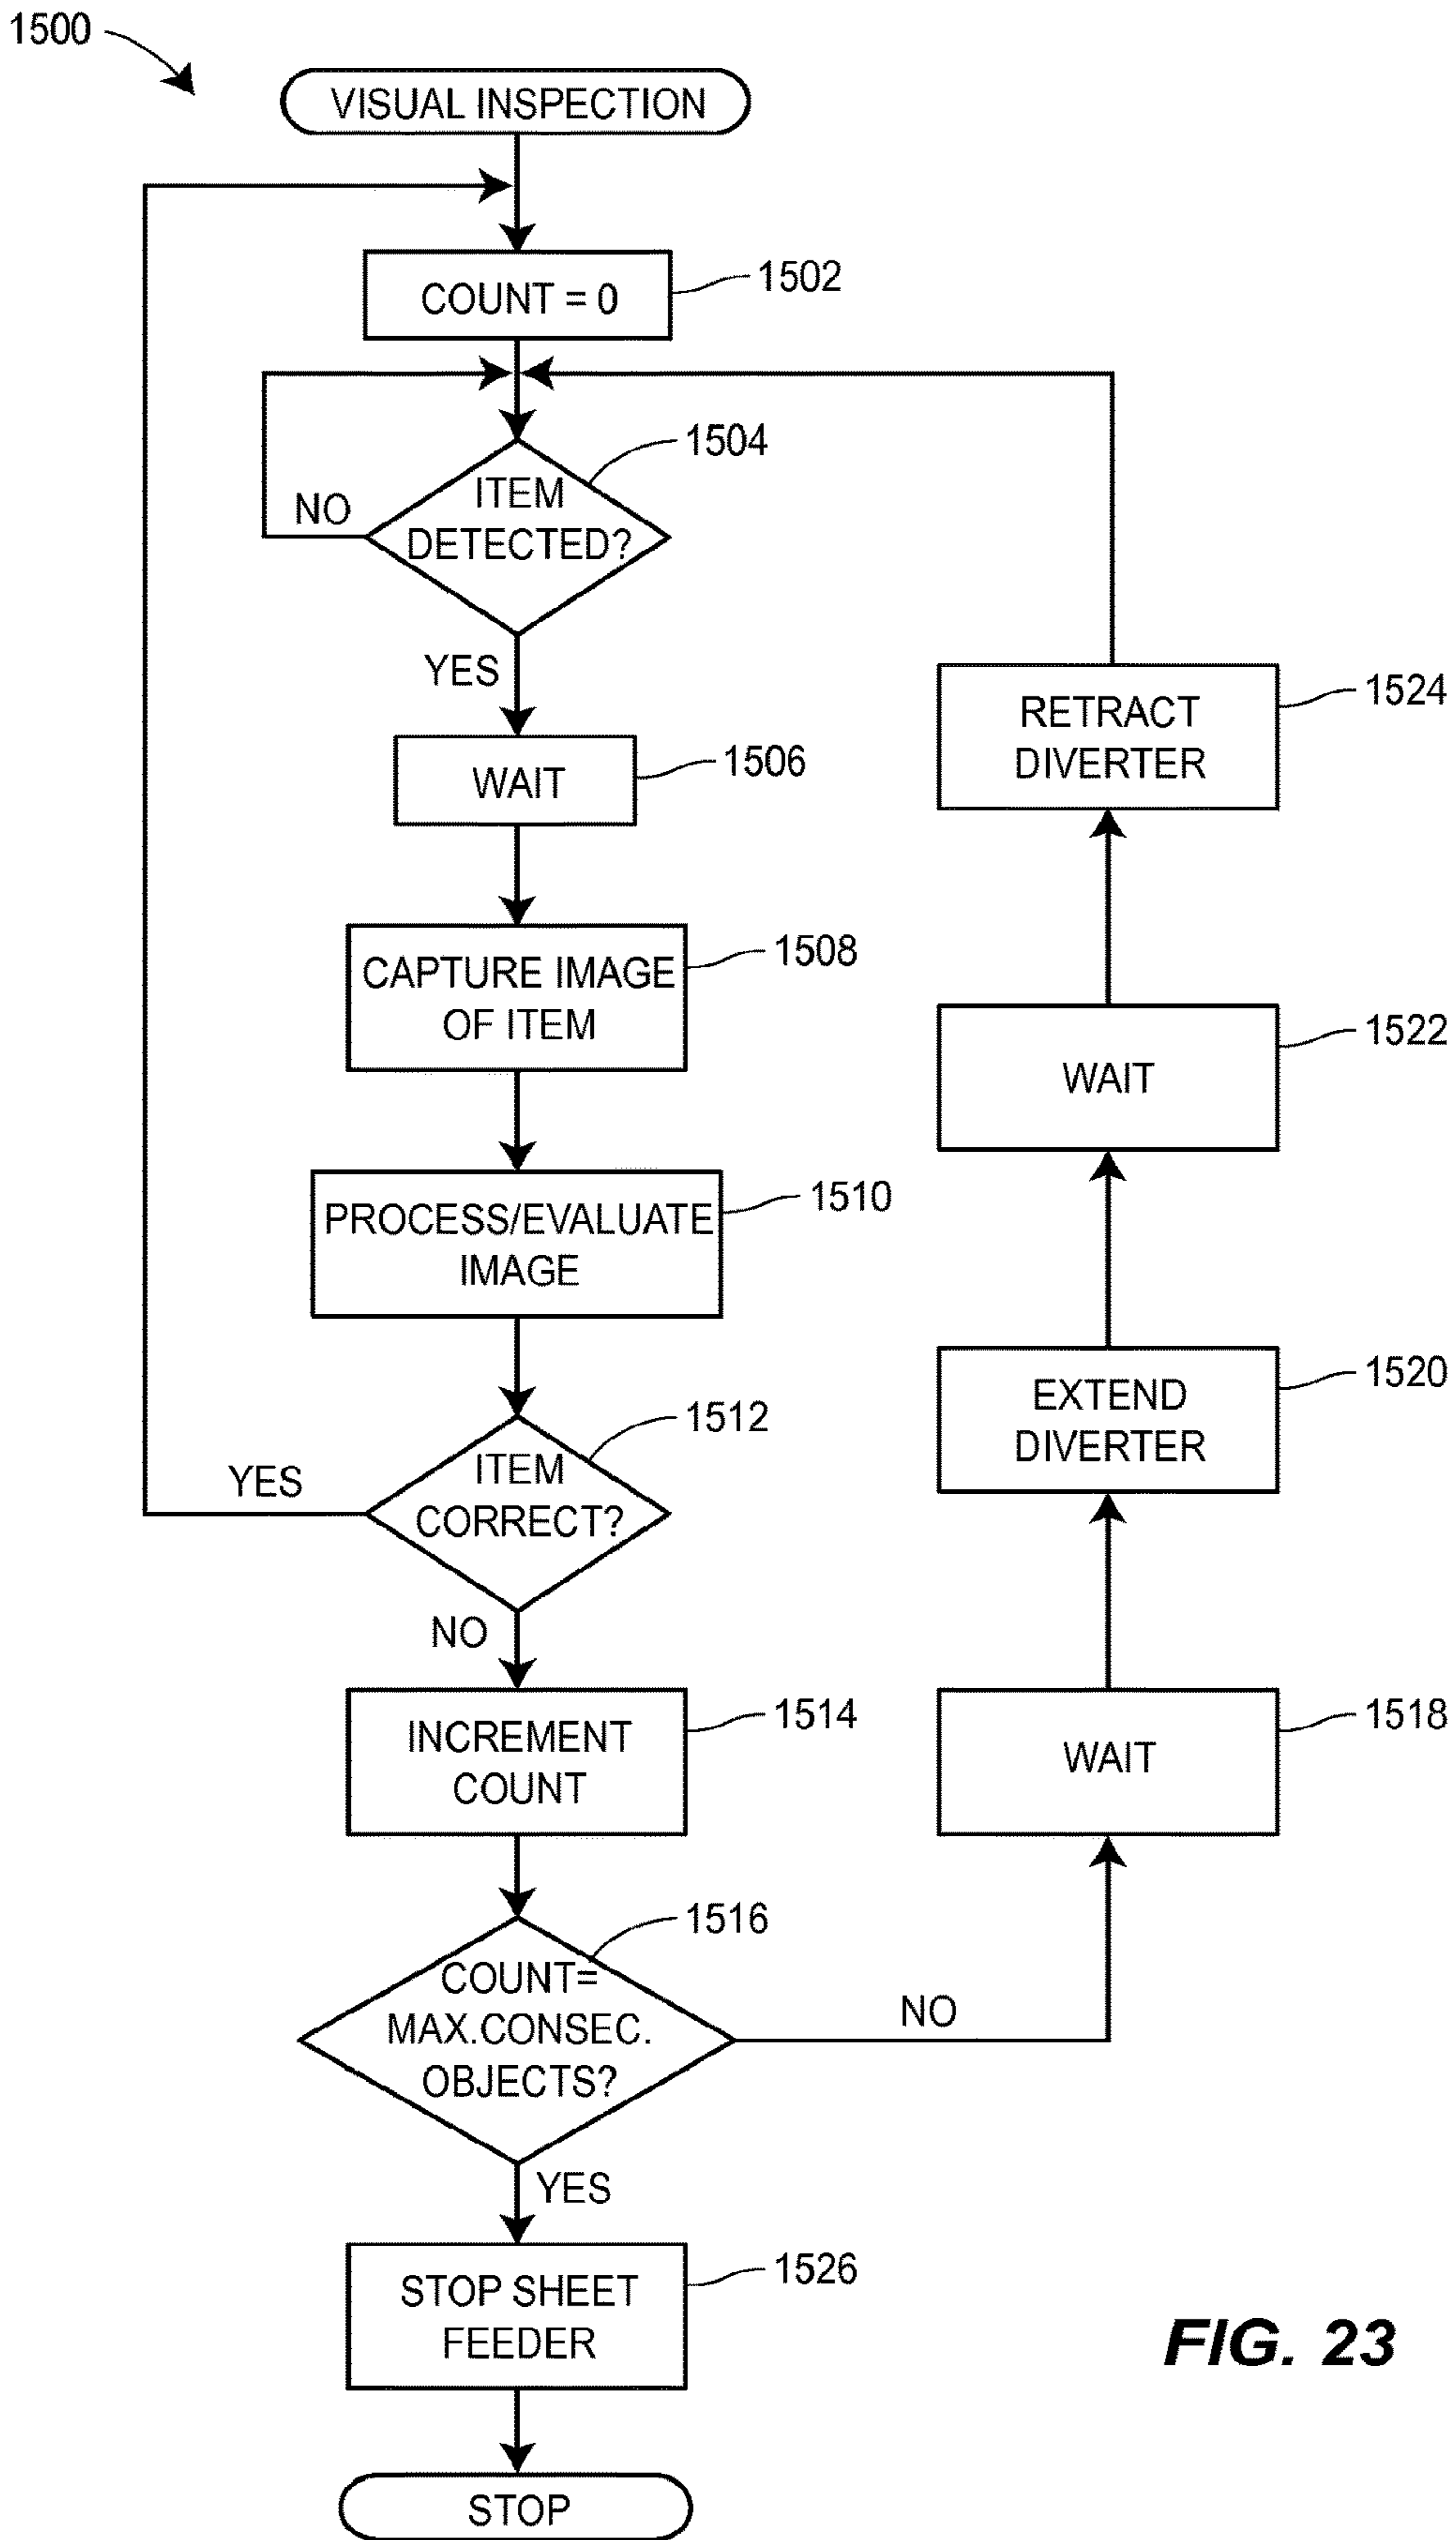 1500
VISUAL INSPECTION
COUNT = 0
1502
1504
ITEM
DETECTED?
NO
YES
WAIT
1506
CAPTURE IMAGE
OF ITEM
1508
PROCESS/EVALUATE
IMAGE
1510
1512
ITEM
CORRECT?
YES
NO
INCREMENT
COUNT
1514
1516
COUNT=
MAX.CONSEC.
OBJECTS?
NO
YES
WAIT
1518
EXTEND
DIVERTER
1520
WAIT
1522
RETRACT
DIVERTER
1524
STOP SHEET
FEEDER
1526
STOP
FIG. 23